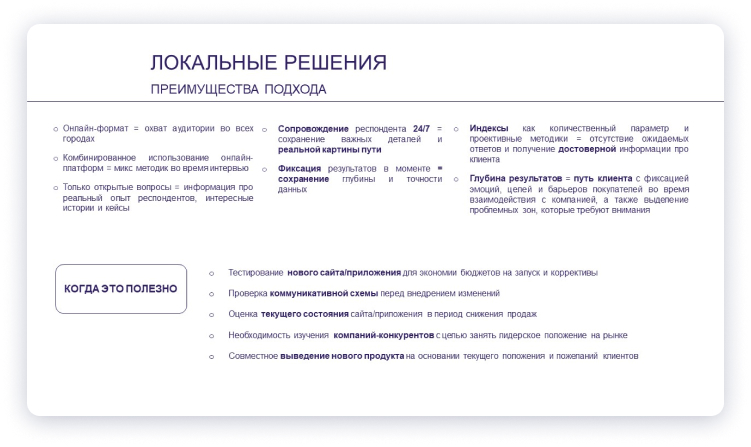 ЛОКАЛЬНЫЕ РЕШЕНИЯ
ПРЕИМУЩЕСТВА ПОДХОДА
○ Онлайн-формат = охват аудитории во всех
городах
○ Комбинированное использование онлайн-
платформ = микс методик во время интервью
○ Только открытые вопросы = информация про
реальный опыт респондентов, интересные
истории и кейсы
○ Сопровождение респондента 24/7 =
сохранение важных деталей и
реальной картины пути
○ Фиксация результатов в моменте =
сохранение глубины и точности
данных
○ Индексы как количественный параметр и
проективные методики = отсутствие ожидаемых
ответов и получение достоверной информации про
клиента
○ Глубина результатов = путь клиента с фиксацией
эмоций, целей и барьеров покупателей во время
взаимодействия с компанией, а также выделение
проблемных зон, которые требуют внимания
КОГДА ЭТО ПОЛЕЗНО
○ Тестирование нового сайта/приложения для экономии бюджетов на запуск и коррективы
○ Проверка коммуникативной схемы перед внедрением изменений
○ Оценка текущего состояния сайта/приложения в период снижения продаж
○ Необходимость изучения компаний-конкурентов с целью занять лидерское положение на рынке
○ Совместное выведение нового продукта на основании текущего положения и пожеланий клиентов